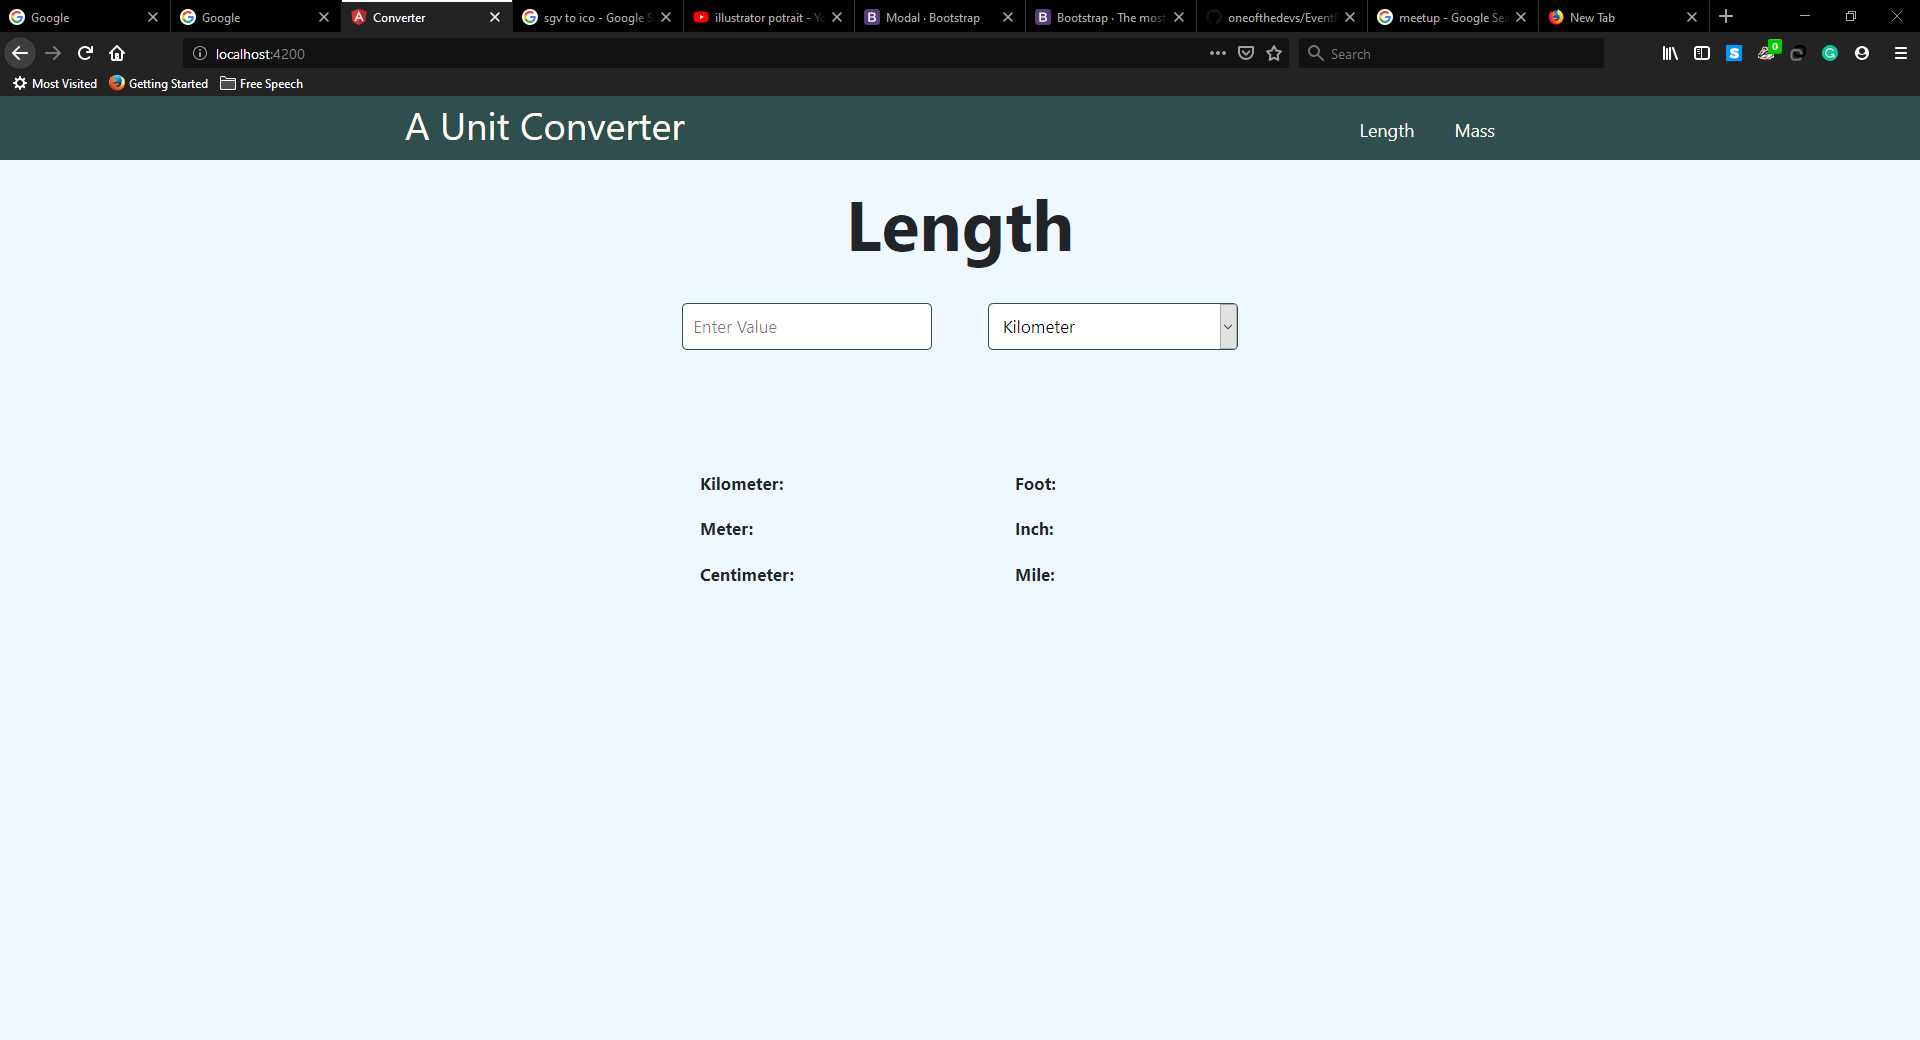 Google
Google
Converter
sgv to ico - Google S
illustrator potrait - Yo
Modal · Bootstrap
Bootstrap · The most
oneofthedevs/EventF
meetup - Google Sea
New Tab
localhost:4200
Search
0
Most Visited
Getting Started
Free Speech
A Unit Converter
Length
Mass
Length
Enter Value
Kilometer
Kilometer:
Foot:
Meter:
Inch:
Centimeter:
Mile: